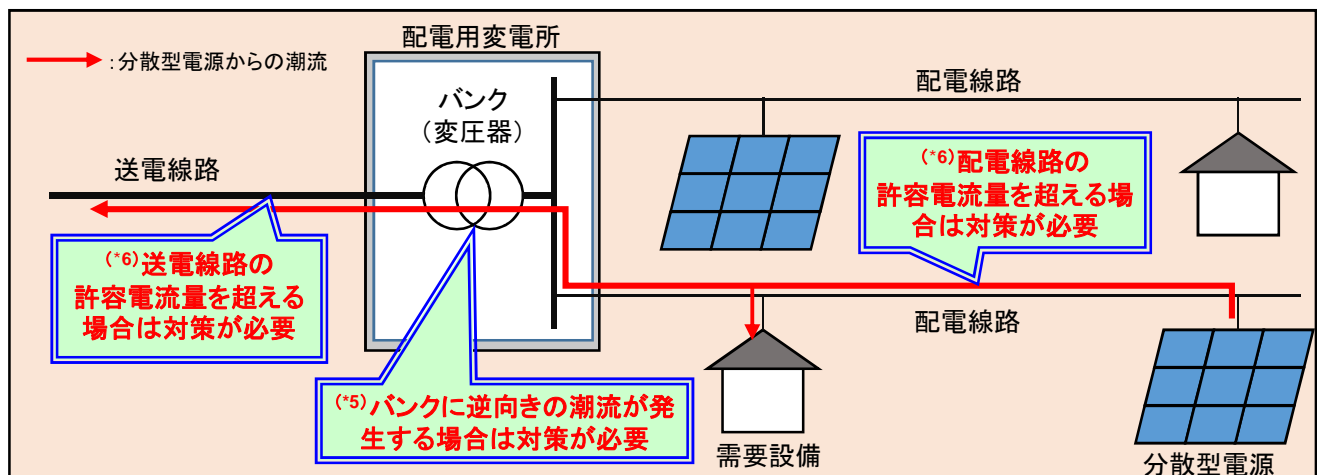 ：分散型電源からの潮流
配電用変電所
バンク
（変圧器）
送電線路
配電線路
(*6)配電線路の
許容電流量を超える場
合は対策が必要
(*6)送電線路の
許容電流量を超える
場合は対策が必要
配電線路
(*5)バンクに逆向きの潮流が発
生する場合は対策が必要
需要設備
分散型電源